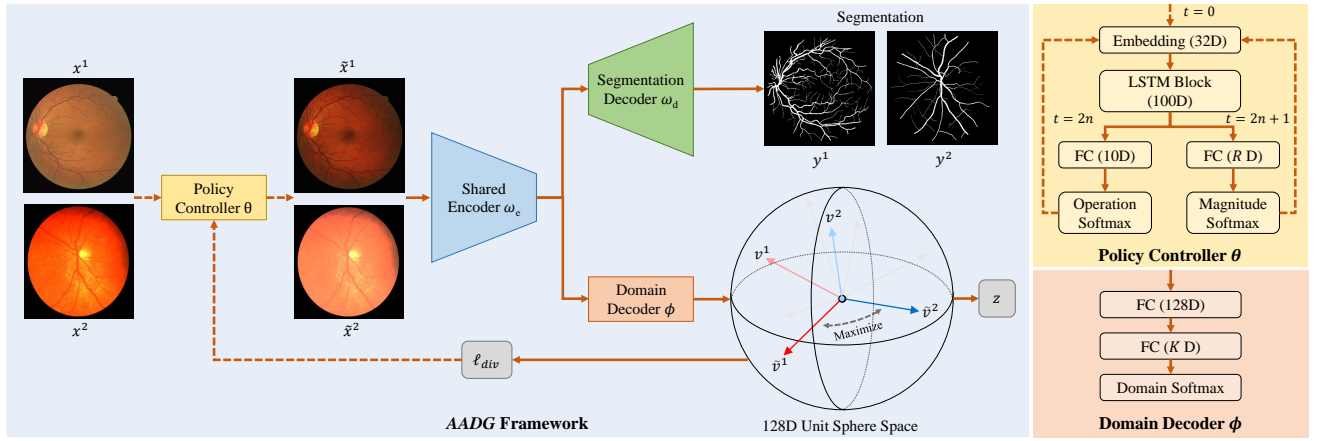 x¹
x̃¹
Policy
Controller θ
x²
x̃²
Shared
Encoder ωₑ
Segmentation
Decoder ω_d
Segmentation
y¹
y²
Domain
Decoder ϕ
v²
v¹
ṽ²
Maximize
ṽ¹
z
ℓ_div
AADG Framework
128D Unit Sphere Space
t = 0
Embedding (32D)
LSTM Block
(100D)
t = 2n
t = 2n + 1
FC (10D)
FC (R D)
Operation
Softmax
Magnitude
Softmax
Policy Controller θ
FC (128D)
FC (K D)
Domain Softmax
Domain Decoder ϕ